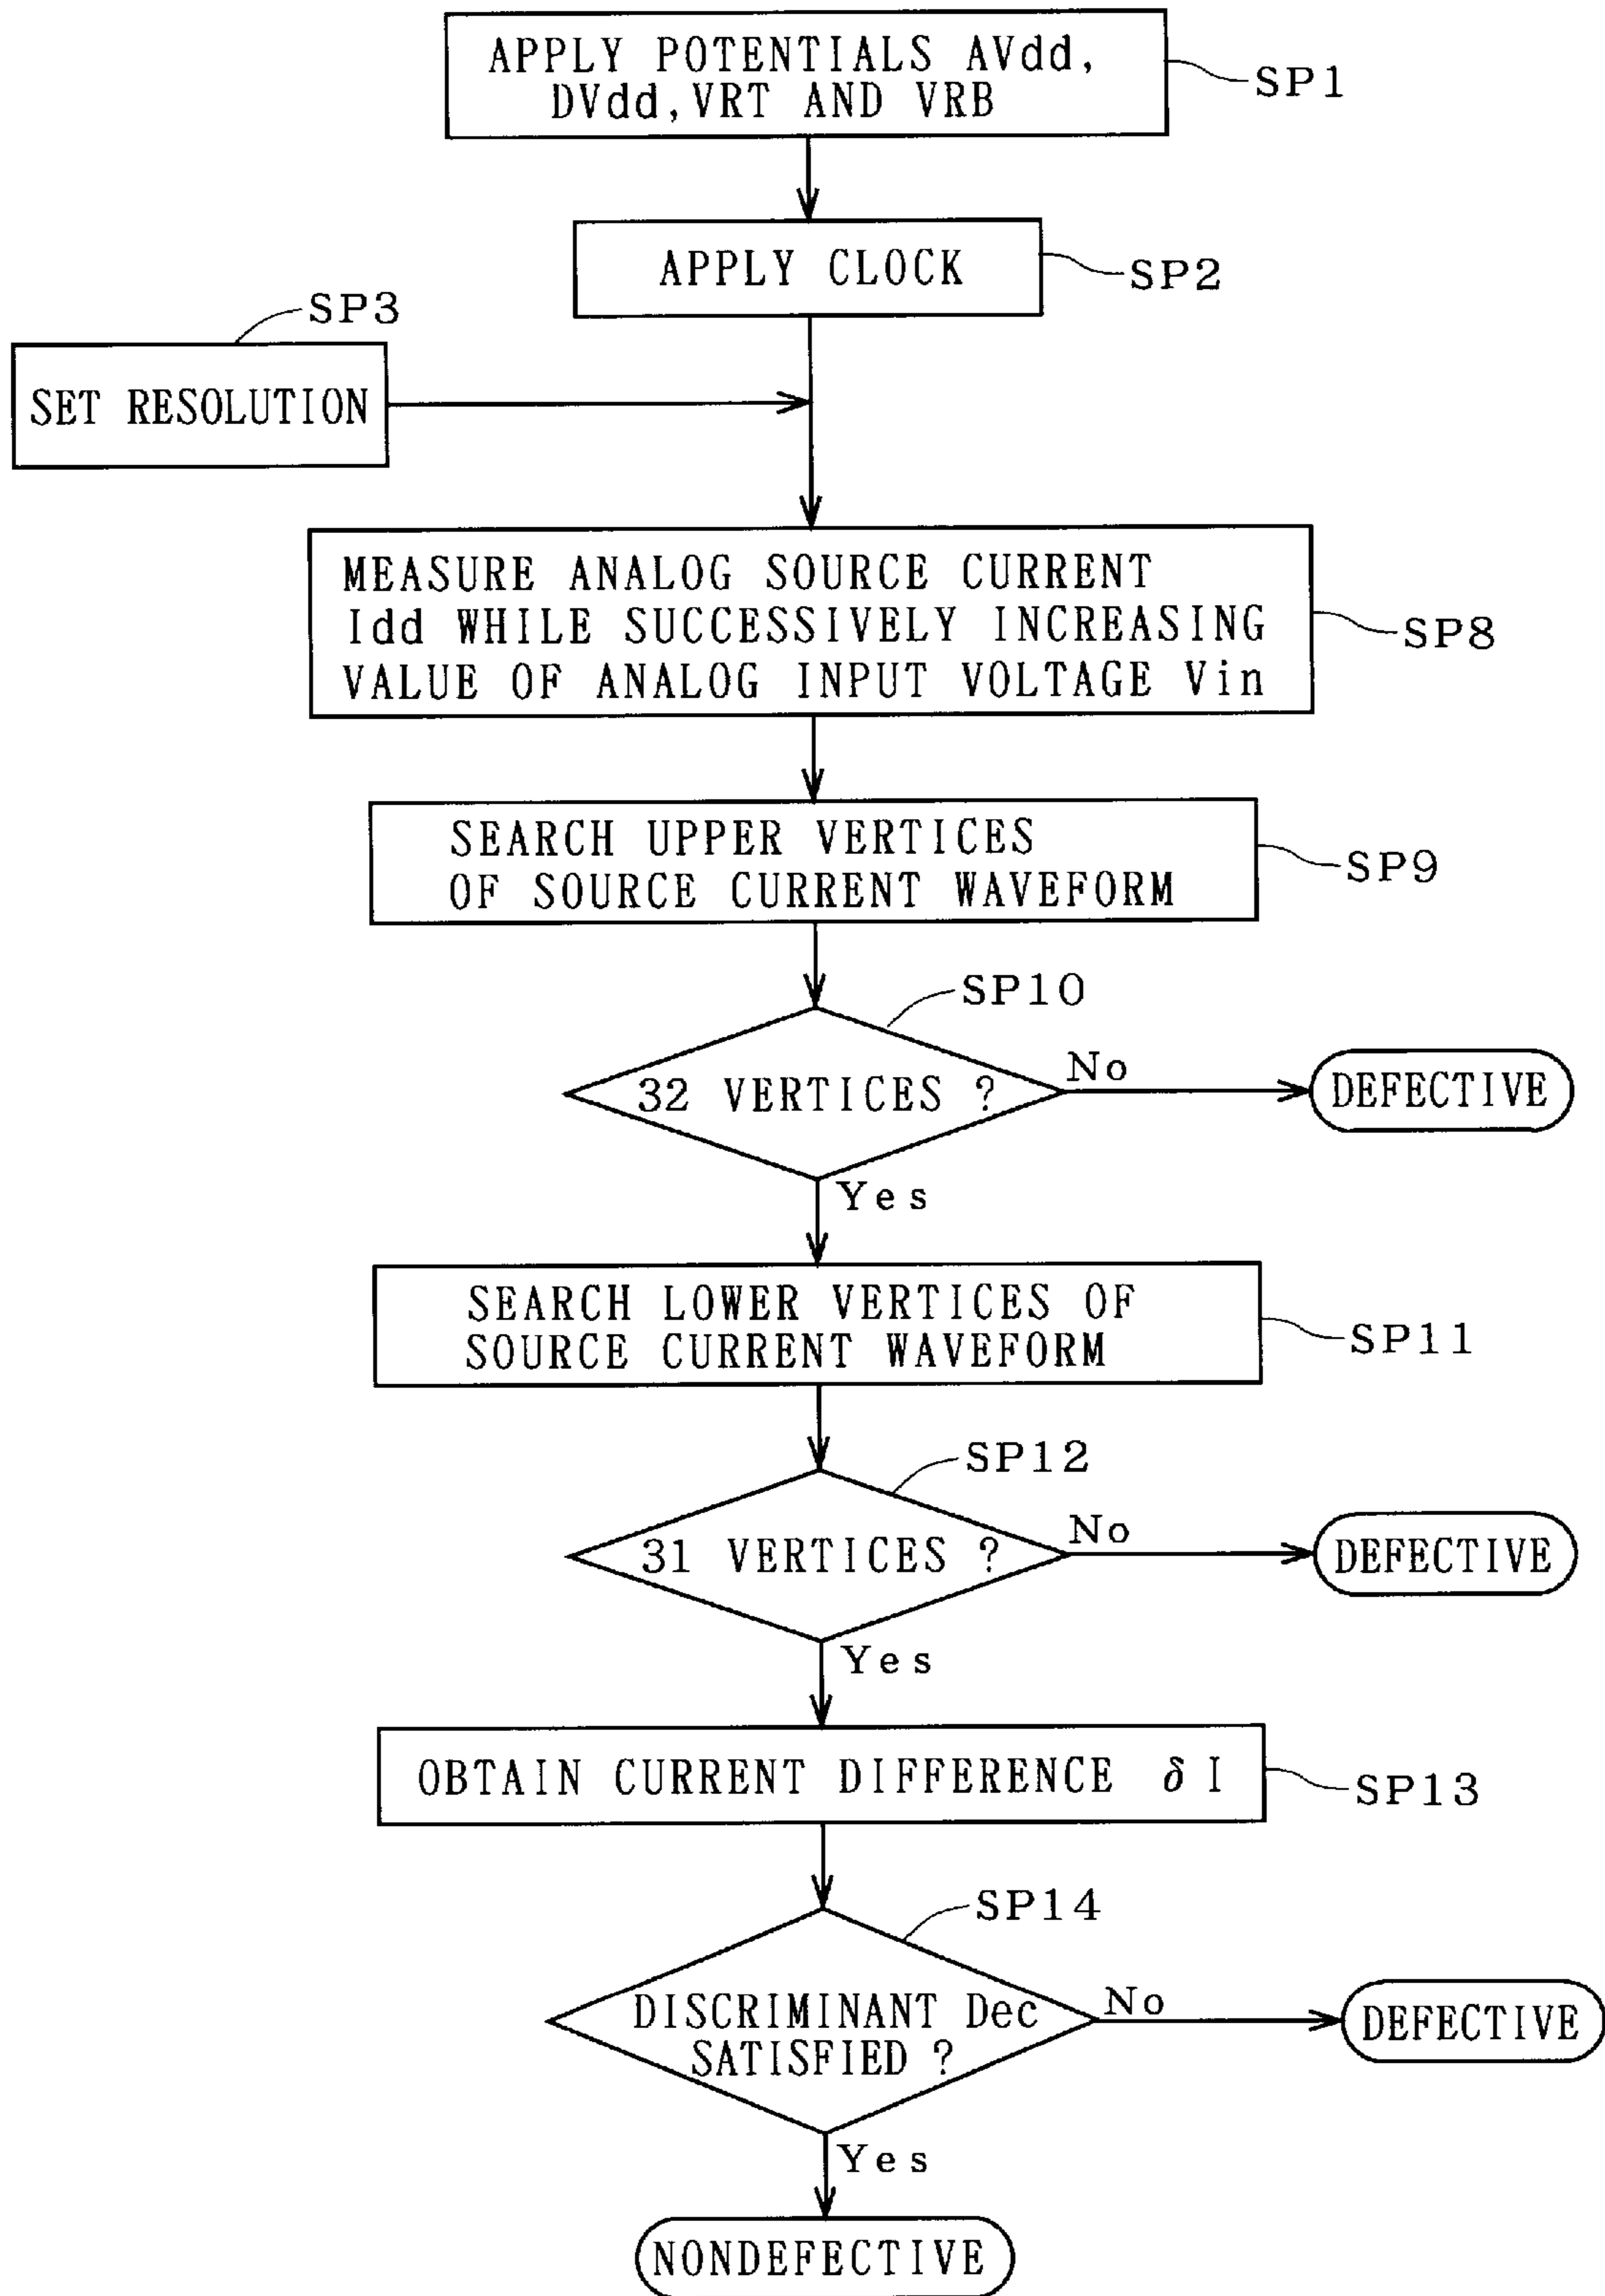 APPLY POTENTIALS AVdd,
DVdd, VRT AND VRB
SP1
APPLY CLOCK
SP2
SP3
SET RESOLUTION
MEASURE ANALOG SOURCE CURRENT
Idd WHILE SUCCESSIVELY INCREASING
VALUE OF ANALOG INPUT VOLTAGE Vin
SP8
SEARCH UPPER VERTICES
OF SOURCE CURRENT WAVEFORM
SP9
SP10
32 VERTICES ?
No
DEFECTIVE
Yes
SEARCH LOWER VERTICES OF
SOURCE CURRENT WAVEFORM
SP11
SP12
31 VERTICES ?
No
DEFECTIVE
Yes
OBTAIN CURRENT DIFFERENCE δ I
SP13
SP14
DISCRIMINANT Dec
SATISFIED ?
No
DEFECTIVE
Yes
NONDEFECTIVE